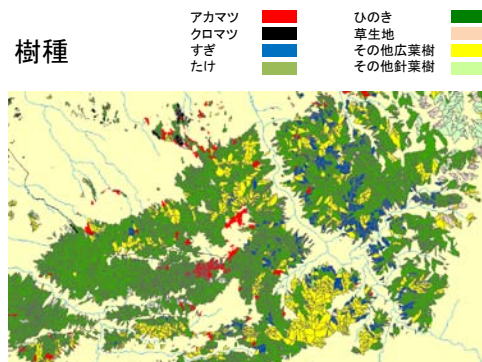 樹種
アカマツ
クロマツ
すぎ
たけ
ひのき
草生地
その他広葉樹
その他針葉樹